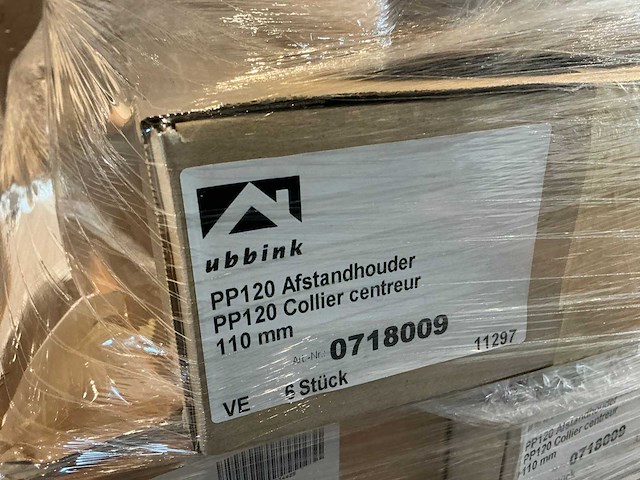 ubbink
PP120 Afstandhouder
PP120 Collier centreur
110 mm
Art.-Nr. 0718009
11297
VE 6 Stück
PP120 Afstandhouder
PP120 Collier centreur
110 mm 0718009